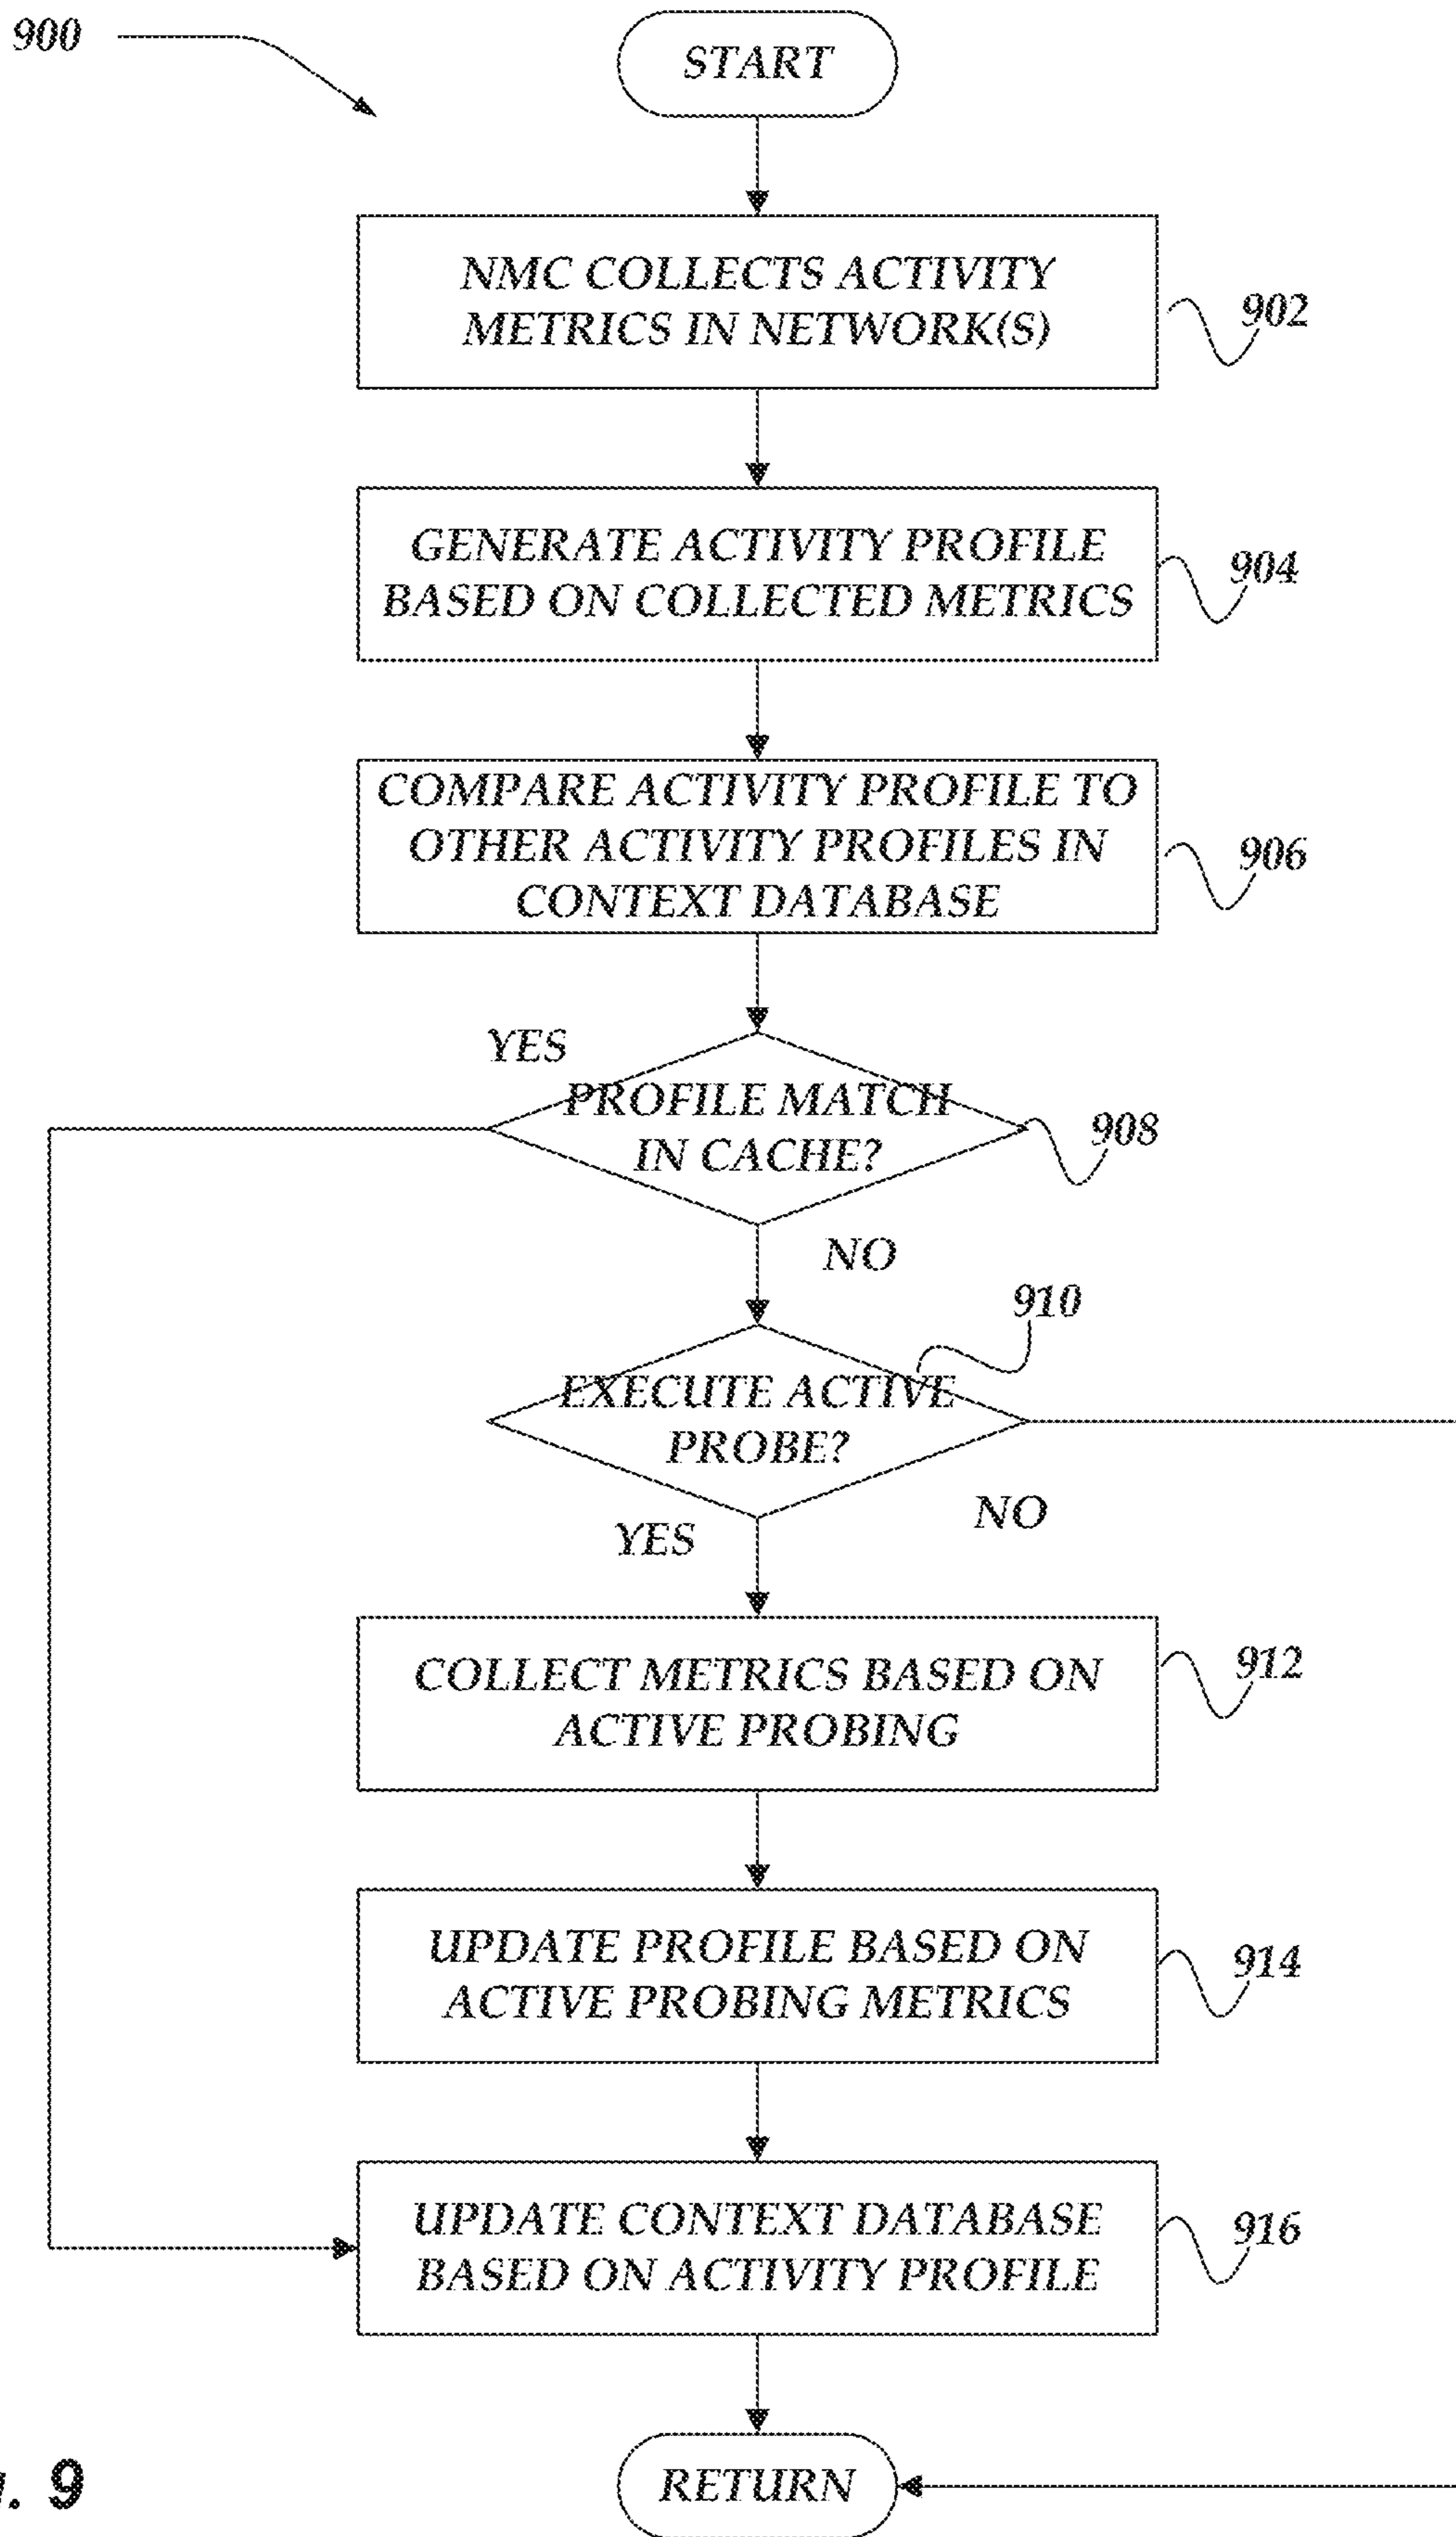 900
START
NMC COLLECTS ACTIVITY
METRICS IN NETWORK(S)
902
GENERATE ACTIVITY PROFILE
BASED ON COLLECTED METRICS
904
COMPARE ACTIVITY PROFILE TO
OTHER ACTIVITY PROFILES IN
CONTEXT DATABASE
906
YES
PROFILE MATCH
IN CACHE?
908
NO
910
EXECUTE ACTIVE
PROBE?
NO
YES
COLLECT METRICS BASED ON
ACTIVE PROBING
912
UPDATE PROFILE BASED ON
ACTIVE PROBING METRICS
914
UPDATE CONTEXT DATABASE
BASED ON ACTIVITY PROFILE
916
RETURN
9